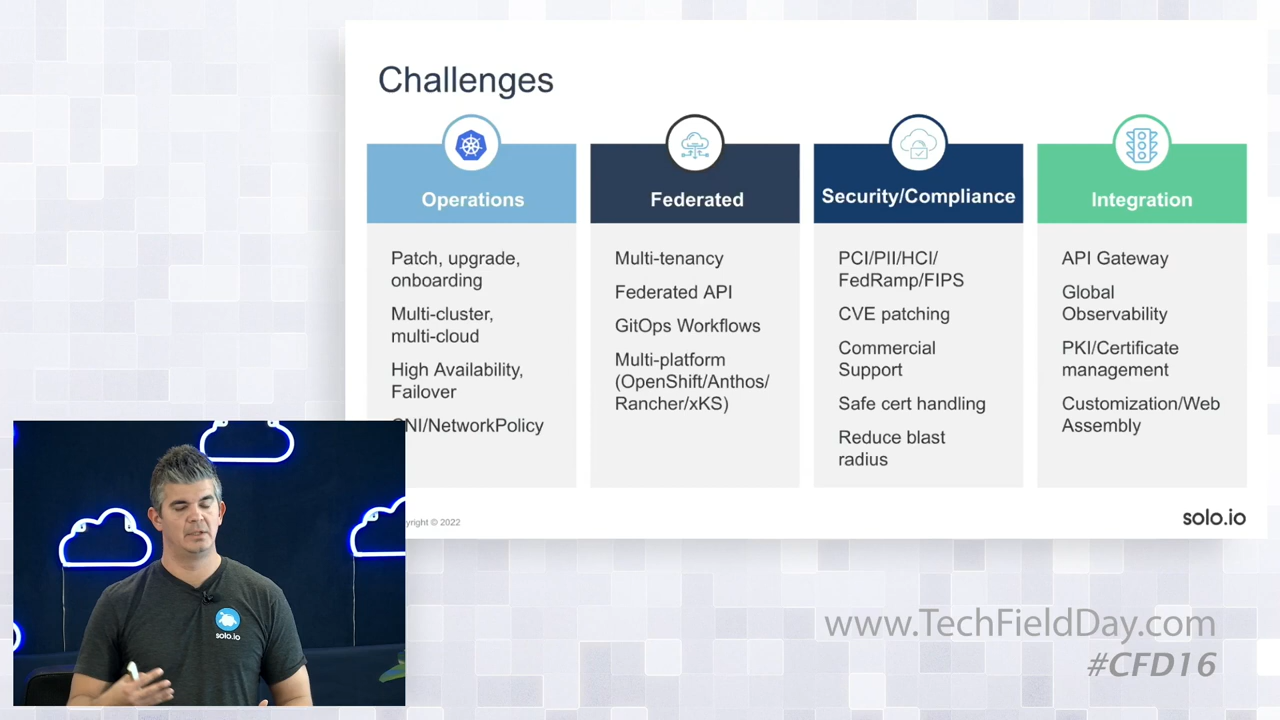 Challenges
Operations
Patch, upgrade,
onboarding
Multi-cluster,
multi-cloud
High Availability,
Failover
CNI/NetworkPolicy
Federated
Multi-tenancy
Federated API
GitOps Workflows
Multi-platform
(OpenShift/Anthos/
Rancher/xKS)
Security/Compliance
PCI/PII/HCI/
FedRamp/FIPS
CVE patching
Commercial
Support
Safe cert handling
Reduce blast
radius
Integration
API Gateway
Global
Observability
PKI/Certificate
management
Customization/Web
Assembly
yright © 2022
solo.io
solo.io
www.TechFieldDay.com
#CFD16